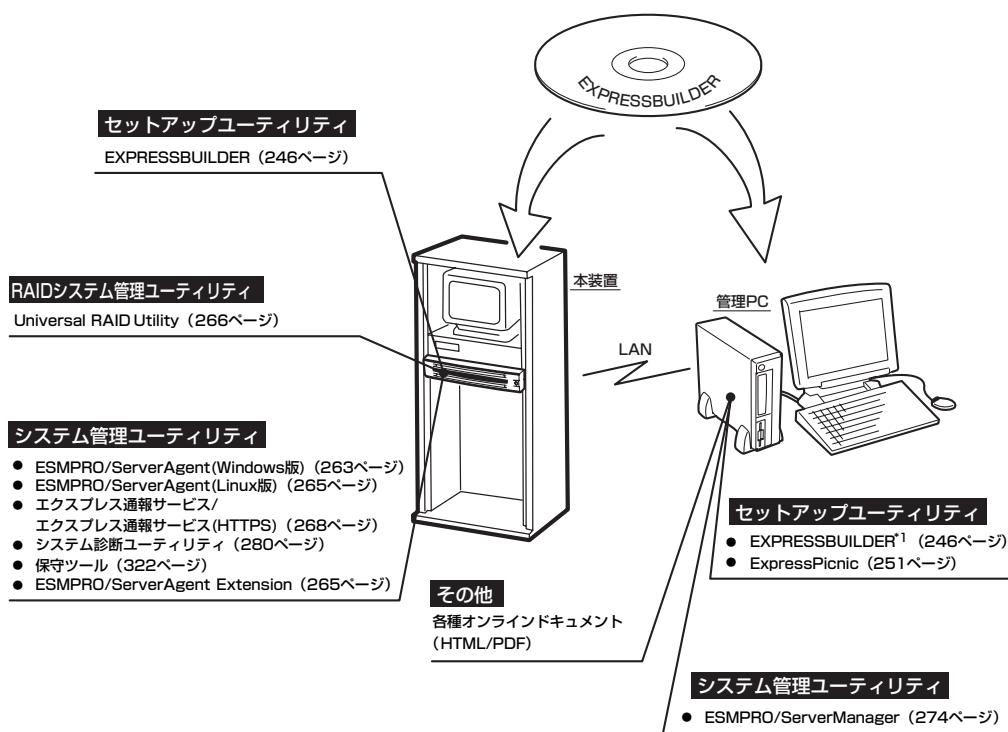 EXPRESSBUILDER
セットアップユーティリティ
EXPRESSBUILDER（246ページ）
RAIDシステム管理ユーティリティ
Universal RAID Utility（266ページ）
システム管理ユーティリティ
● ESMPRO/ServerAgent(Windows版)（263ページ）
● ESMPRO/ServerAgent(Linux版)（265ページ）
● エクスプレス通報サービス/
エクスプレス通報サービス(HTTPS)（268ページ）
● システム診断ユーティリティ（280ページ）
● 保守ツール（322ページ）
● ESMPRO/ServerAgent Extension（265ページ）
本装置
LAN
管理PC
セットアップユーティリティ
● EXPRESSBUILDER*1（246ページ）
● ExpressPicnic（251ページ）
その他
各種オンラインドキュメント
（HTML/PDF）
システム管理ユーティリティ
● ESMPRO/ServerManager（274ページ）